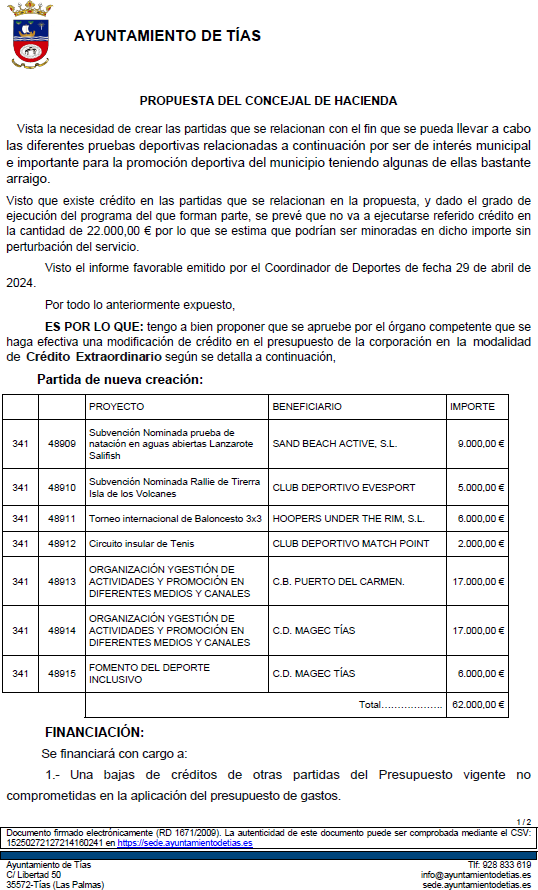 AYUNTAMIENTO DE TÍAS
PROPUESTA DEL CONCEJAL DE HACIENDA
Vista la necesidad de crear las partidas que se relacionan con el fin que se pueda llevar a cabo
las diferentes pruebas deportivas relacionadas a continuación por ser de interés municipal
e importante para la promoción deportiva del municipio teniendo algunas de ellas bastante
arraigo.
Visto que existe crédito en las partidas que se relacionan en la propuesta, y dado el grado de
ejecución del programa del que forman parte, se prevé que no va a ejecutarse referido crédito en
la cantidad de 22.000,00 € por lo que se estima que podrían ser minoradas en dicho importe sin
perturbación del servicio.
Visto el informe favorable emitido por el Coordinador de Deportes de fecha 29 de abril de
2024.
Por todo lo anteriormente expuesto,
ES POR LO QUE: tengo a bien proponer que se apruebe por el órgano competente que se
haga efectiva una modificación de crédito en el presupuesto de la corporación en la modalidad
de Crédito Extraordinario según se detalla a continuación,
Partida de nueva creación:
PROYECTO BENEFICIARIO IMPORTE
Subvención Nominada prueba de
341 48909 natación en aguas abiertas Lanzarote SAND BEACH ACTIVE, S.L. 9.000,00 €
Salifish
341 48910 Subvención Nominada Rallie de Tirerra CLUB DEPORTIVO EVESPORT 5.000,00 €
Isla de los Volcanes
341 48911 Torneo internacional de Baloncesto 3x3 HOOPERS UNDER THE RIM, S.L. 6.000,00 €
341 48912 Circuito insular de Tenis CLUB DEPORTIVO MATCH POINT 2.000,00 €
ORGANIZACIÓN YGESTIÓN DE
341 48913 ACTIVIDADES Y PROMOCIÓN EN C.B. PUERTO DEL CARMEN. 17.000,00 €
DIFERENTES MEDIOS Y CANALES
ORGANIZACIÓN YGESTIÓN DE
341 48914 ACTIVIDADES Y PROMOCIÓN EN C.D. MAGEC TÍAS 17.000,00 €
DIFERENTES MEDIOS Y CANALES
341 48915 FOMENTO DEL DEPORTE C.D. MAGEC TÍAS 6.000,00 €
INCLUSIVO
Total……………….. 62.000,00 €
FINANCIACIÓN:
Se financiará con cargo a:
1.- Una bajas de créditos de otras partidas del Presupuesto vigente no
comprometidas en la aplicación del presupuesto de gastos.
1 / 2
Documento firmado electrónicamente (RD 1671/2009). La autenticidad de este documento puede ser comprobada mediante el CSV:
15250272127214160241 en https://sede.ayuntamientodetias.es
Ayuntamiento de Tías Tlf: 928 833 619
C/ Libertad 50 info@ayuntamientodetias.es
35572-Tías (Las Palmas) sede.ayuntamientodetias.es